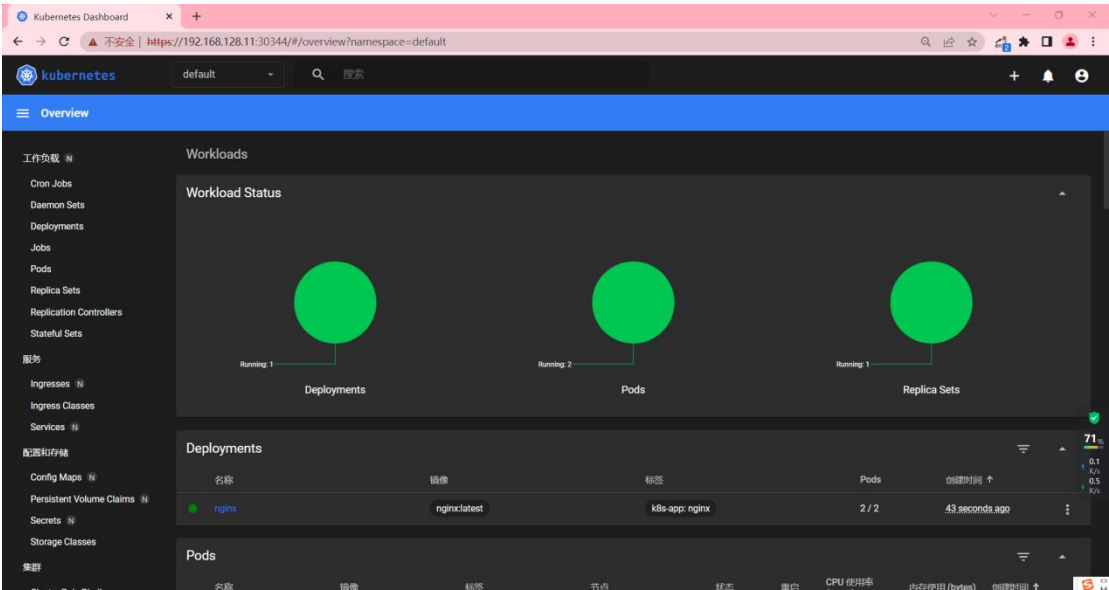 Kubernetes Dashboard
不安全 | https://192.168.128.11:30344/#/overview?namespace=default
2
kubernetes
default
搜索
Overview
工作负载 N
Cron Jobs
Daemon Sets
Deployments
Jobs
Pods
Replica Sets
Replication Controllers
Stateful Sets
服务
Ingresses N
Ingress Classes
Services N
配置和存储
Config Maps N
Persistent Volume Claims N
Secrets N
Storage Classes
集群
Workloads
Workload Status
Running: 1
Deployments
Running: 2
Pods
Running: 1
Replica Sets
Deployments
名称 镜像 标签 Pods 创建时间
nginx nginx:latest k8s-app: nginx 2 / 2 43 seconds ago
Pods
名称 镜像 标签 节点 状态 重启 CPU 使用率 内存使用 (bytes) 创建时间
71%
0.1
K/s
0.5
K/s